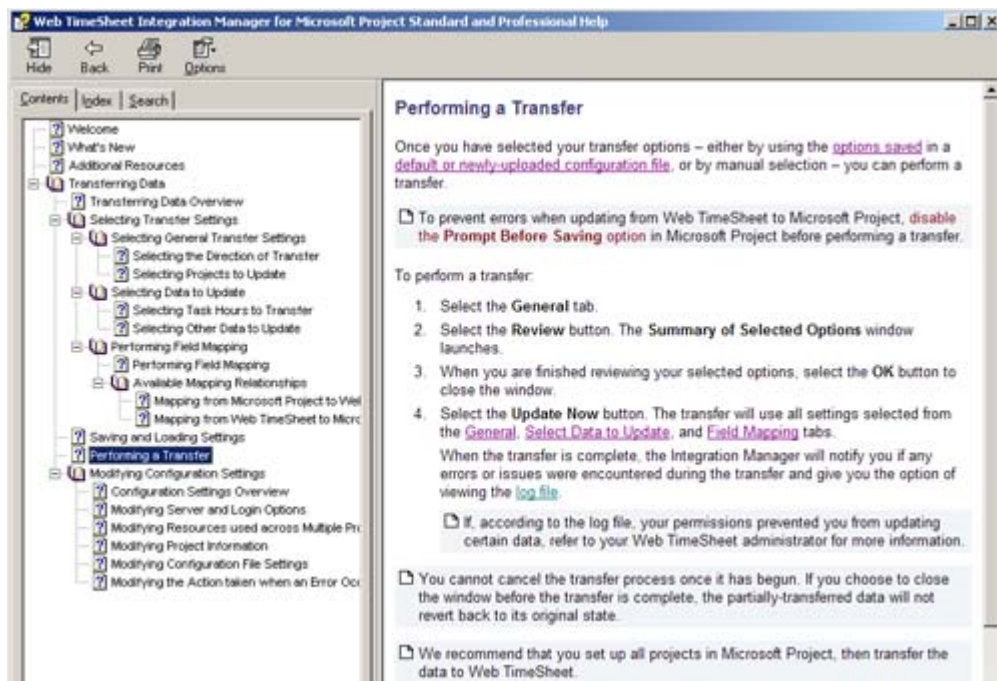 Web TimeSheet Integration Manager for Microsoft Project Standard and Professional Help
Hide Back Print Options
Contents Index Search
Welcome
What's New
Additional Resources
Transferring Data
Transferring Data Overview
Selecting Transfer Settings
Selecting General Transfer Settings
Selecting the Direction of Transfer
Selecting Projects to Update
Selecting Data to Update
Selecting Task Hours to Transfer
Selecting Other Data to Update
Performing Field Mapping
Performing Field Mapping
Available Mapping Relationships
Mapping from Microsoft Project to Wel
Mapping from Web TimeSheet to Micro
Saving and Loading Settings
Performing a Transfer
Modifying Configuration Settings
Configuration Settings Overview
Modifying Server and Login Options
Modifying Resources used across Multiple Pro
Modifying Project Information
Modifying Configuration File Settings
Modifying the Action taken when an Error Occ
Performing a Transfer
Once you have selected your transfer options – either by using the options saved in a
default or newly-uploaded configuration file, or by manual selection – you can perform a
transfer.
To prevent errors when updating from Web TimeSheet to Microsoft Project, disable
the Prompt Before Saving option in Microsoft Project before performing a transfer.
To perform a transfer:
1. Select the General tab.
2. Select the Review button. The Summary of Selected Options window
launches.
3. When you are finished reviewing your selected options, select the OK button to
close the window.
4. Select the Update Now button. The transfer will use all settings selected from
the General, Select Data to Update, and Field Mapping tabs.
When the transfer is complete, the Integration Manager will notify you if any
errors or issues were encountered during the transfer and give you the option of
viewing the log file.
If, according to the log file, your permissions prevented you from updating
certain data, refer to your Web TimeSheet administrator for more information.
You cannot cancel the transfer process once it has begun. If you choose to close
the window before the transfer is complete, the partially-transferred data will not
revert back to its original state.
We recommend that you set up all projects in Microsoft Project, then transfer the
data to Web TimeSheet.